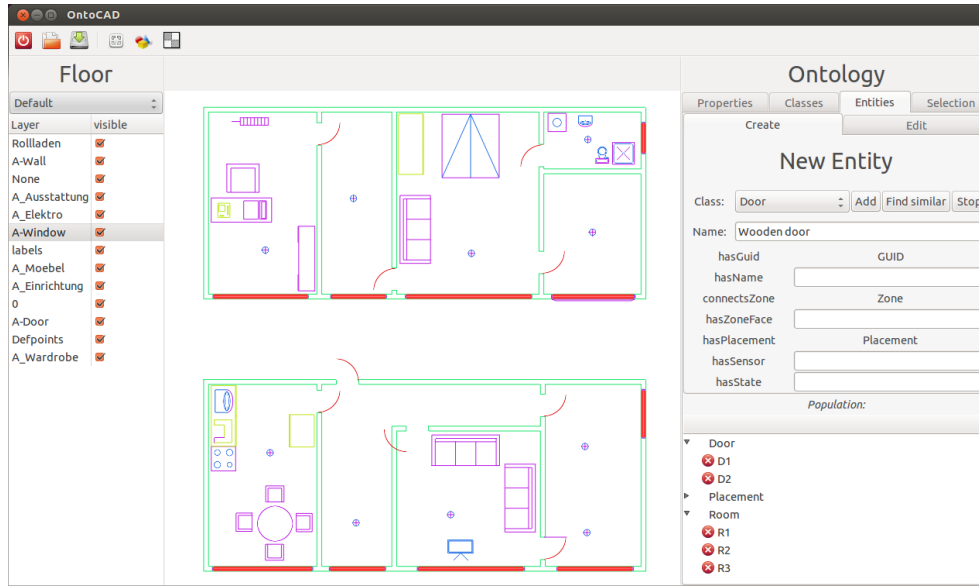 OntoCAD
Floor
Default
Layer visible
Rollladen
A-Wall
None
A_Ausstattung
A_Elektro
A-Window
labels
A_Moebel
A_Einrichtung
0
A-Door
Defpoints
A_Wardrobe
Ontology
Properties Classes Entities Selection
Create Edit
New Entity
Class: Door Add Find similar Stop
Name: Wooden door
hasGuid GUID
hasName
connectsZone Zone
hasZoneFace
hasPlacement Placement
hasSensor
hasState
Population:
Door
D1
D2
Placement
Room
R1
R2
R3